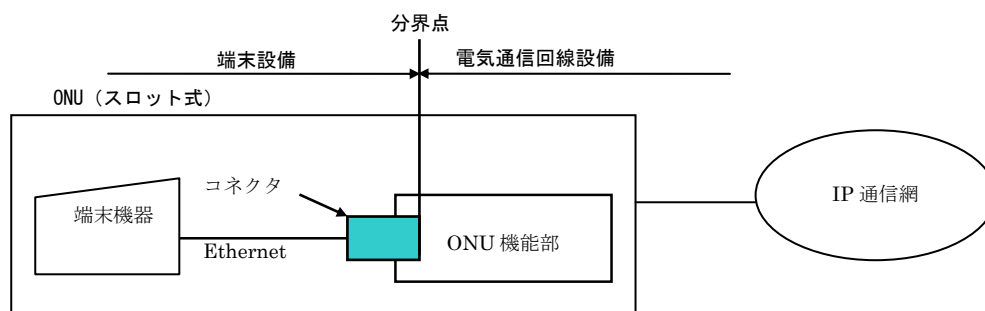 分界点
端末設備
電気通信回線設備
ONU（スロット式）
コネクタ
端末機器
Ethernet
ONU 機能部
IP 通信網